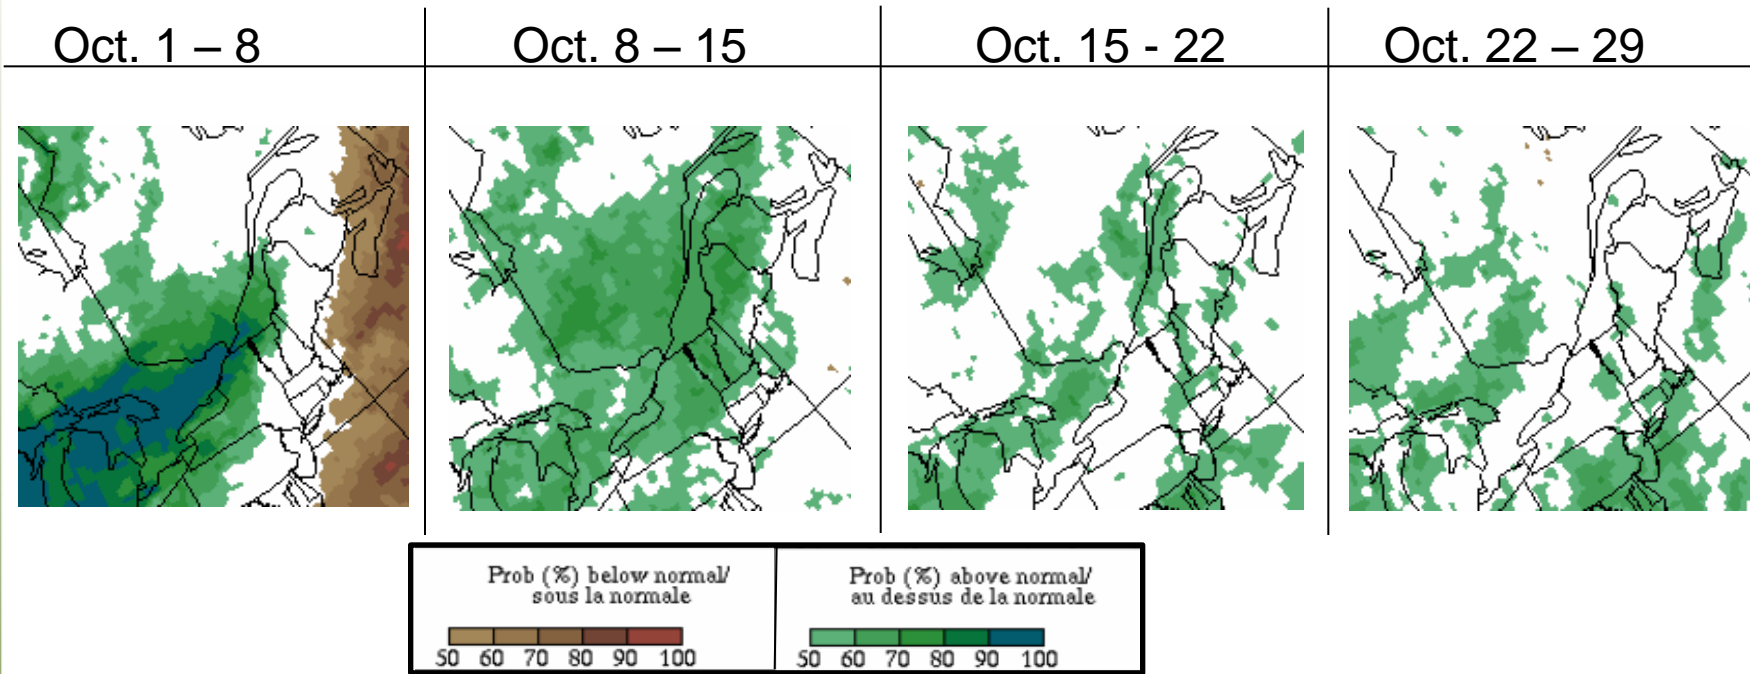 Oct. 1 – 8
Oct. 8 – 15
Oct. 15 - 22
Oct. 22 – 29
Prob (%) below normal/
sous la normale
50 60 70 80 90 100
Prob (%) above normal/
au dessus de la normale
50 60 70 80 90 100